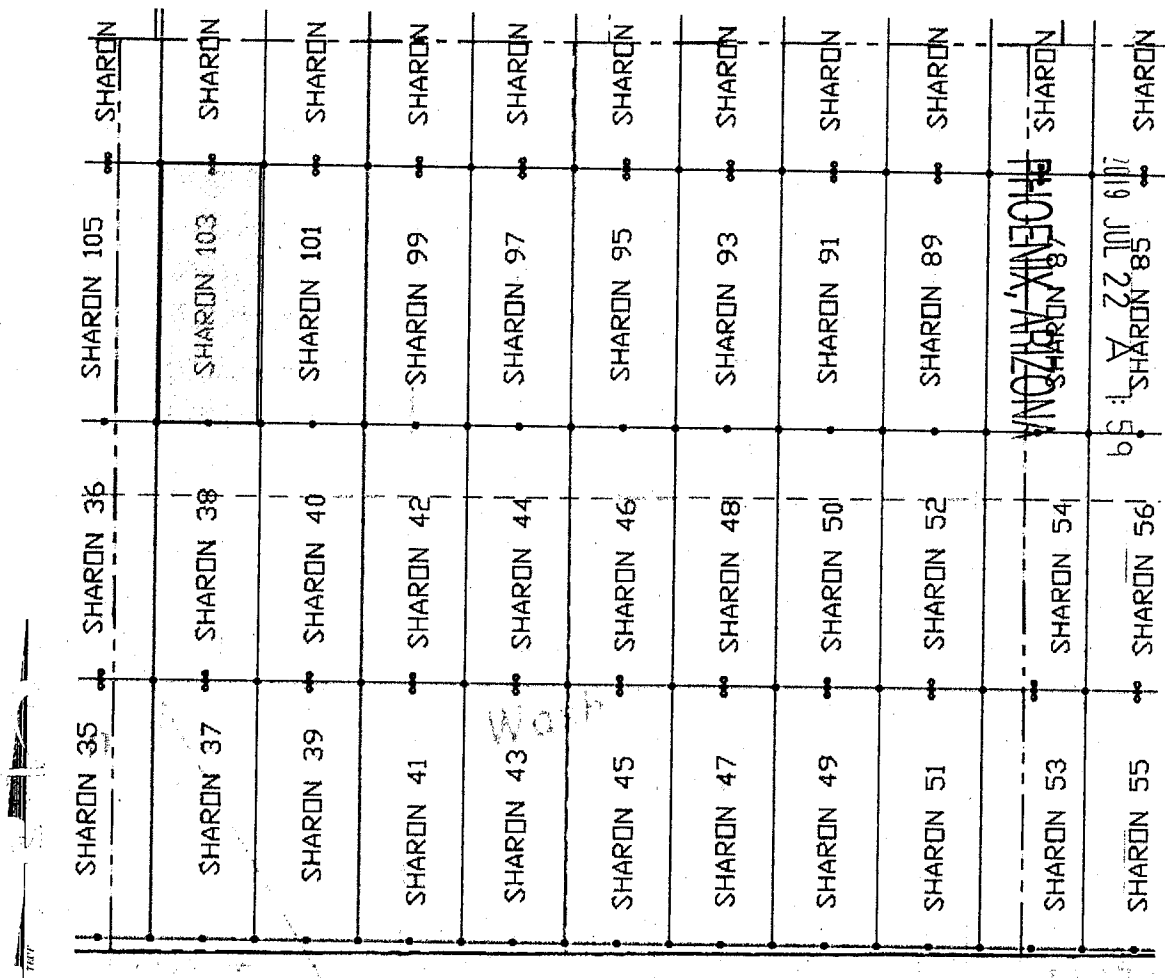 SHARON
SHARON
SHARON
SHARON
SHARON
SHARON
SHARON
SHARON
SHARON
SHARON
SHARON
SHARON 105
SHARON 103
SHARON 101
SHARON 99
SHARON 97
SHARON 95
SHARON 93
SHARON 91
SHARON 89
SHARON 87
SHARON 85
PHOENIX, ARIZONA
2019 JUL 22 A 1:59
SHARON 36
SHARON 38
SHARON 40
SHARON 42
SHARON 44
SHARON 46
SHARON 48
SHARON 50
SHARON 52
SHARON 54
SHARON 56
SHARON 35
SHARON 37
SHARON 39
SHARON 41
SHARON 43
SHARON 45
SHARON 47
SHARON 49
SHARON 51
SHARON 53
SHARON 55
Wash